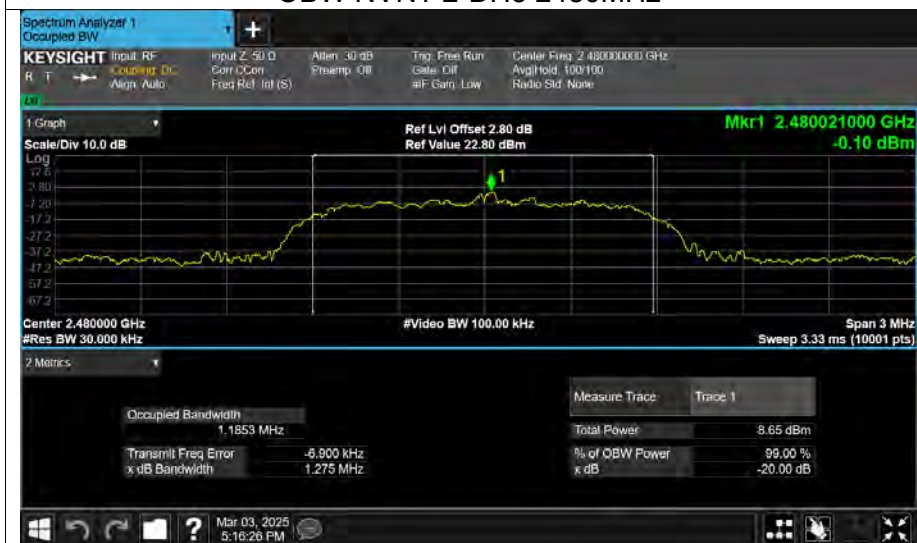 Spectrum Analyzer 1
Occupied BW
KEYSIGHT Input: RF
R T
Coupling: DC
Align: Auto
Input Z: 50 Ω
Corr CCorr
Freq Ref: Int (S)
Atten: 30 dB
Preamp: Off
Trig: Free Run
Gate: Off
#IF Gain: Low
Center Freq: 2.480000000 GHz
Avg|Hold: 100/100
Radio Std: None
1 Graph
Scale/Div 10.0 dB
Ref Lvl Offset 2.80 dB
Ref Value 22.80 dBm
Mkr1 2.480021000 GHz
-0.10 dBm
Log
12.8
2.80
-7.20
-17.2
-27.2
-37.2
-47.2
-57.2
-67.2
1
Center 2.480000 GHz
#Res BW 30.000 kHz
#Video BW 100.00 kHz
Span 3 MHz
Sweep 3.33 ms (10001 pts)
2 Metrics
Occupied Bandwidth
1.1853 MHz
Transmit Freq Error -6.900 kHz
x dB Bandwidth 1.275 MHz
Measure Trace Trace 1
Total Power 8.65 dBm
% of OBW Power 99.00 %
x dB -20.00 dB
?
Mar 03, 2025
5:16:26 PM